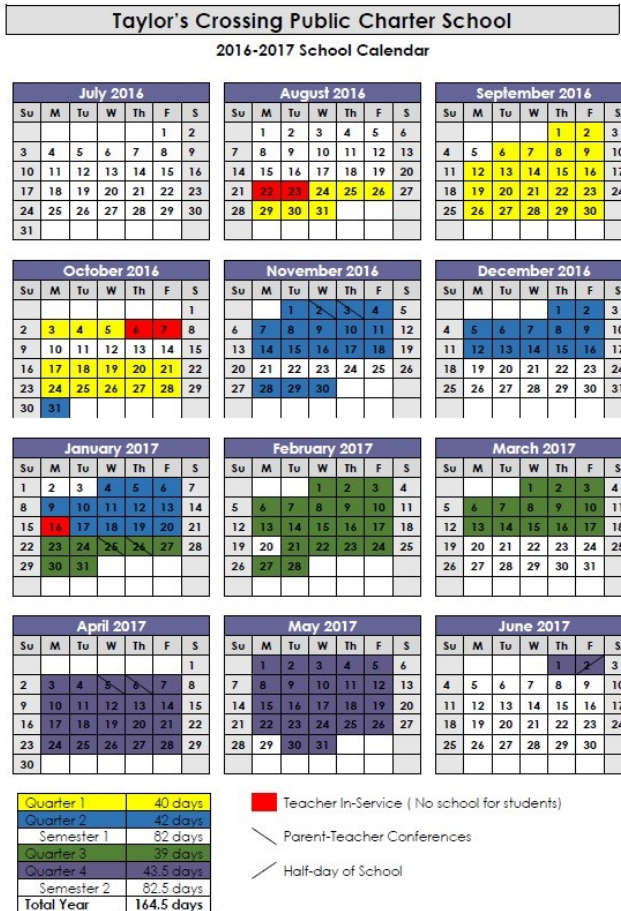 Taylor's Crossing Public Charter School
2016-2017 School Calendar
July 2016 August 2016 September 2016
Su M Tu W Th F S Su M Tu W Th F S Su M Tu W Th F S
1 2 1 2 3 4 5 6 1 2 3
3 4 5 6 7 8 9 7 8 9 10 11 12 13 4 5 6 7 8 9 10
10 11 12 13 14 15 16 14 15 16 17 18 19 20 11 12 13 14 15 16 17
17 18 19 20 21 22 23 21 22 23 24 25 26 27 18 19 20 21 22 23 24
24 25 26 27 28 29 30 28 29 30 31 25 26 27 28 29 30
31
October 2016 November 2016 December 2016
Su M Tu W Th F S Su M Tu W Th F S Su M Tu W Th F S
1 1 2 3 4 5 1 2 3
2 3 4 5 6 7 8 6 7 8 9 10 11 12 4 5 6 7 8 9 10
9 10 11 12 13 14 15 13 14 15 16 17 18 19 11 12 13 14 15 16 17
16 17 18 19 20 21 22 20 21 22 23 24 25 26 18 19 20 21 22 23 24
23 24 25 26 27 28 29 27 28 29 30 25 26 27 28 29 30 31
30 31
January 2017 February 2017 March 2017
Su M Tu W Th F S Su M Tu W Th F S Su M Tu W Th F S
1 2 3 4 5 6 7 1 2 3 4 1 2 3 4
8 9 10 11 12 13 14 5 6 7 8 9 10 11 5 6 7 8 9 10 11
15 16 17 18 19 20 21 12 13 14 15 16 17 18 12 13 14 15 16 17 18
22 23 24 25 26 27 28 19 20 21 22 23 24 25 19 20 21 22 23 24 25
29 30 31 26 27 28 26 27 28 29 30 31
April 2017 May 2017 June 2017
Su M Tu W Th F S Su M Tu W Th F S Su M Tu W Th F S
1 1 2 3 4 5 6 1 2 3
2 3 4 5 6 7 8 7 8 9 10 11 12 13 4 5 6 7 8 9 10
9 10 11 12 13 14 15 14 15 16 17 18 19 20 11 12 13 14 15 16 17
16 17 18 19 20 21 22 21 22 23 24 25 26 27 18 19 20 21 22 23 24
23 24 25 26 27 28 29 28 29 30 31 25 26 27 28 29 30
30
Quarter 1 40 days
Quarter 2 42 days
Semester 1 82 days
Quarter 3 39 days
Quarter 4 43.5 days
Semester 2 82.5 days
Total Year 164.5 days
Teacher In-Service ( No school for students)
Parent-Teacher Conferences
Half-day of School